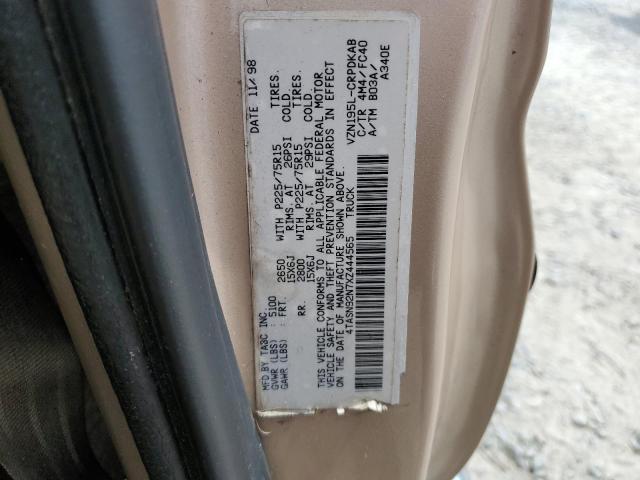 MFD BY TABC INC. DATE 11/98
GVWR (LBS) : 5100
GAWR (LBS) : FRT. 2650 WITH P225/75R15 TIRES.
15X6J RIMS. AT 26PSI COLD.
RR. 2800 WITH P225/75R15 TIRES.
15X6J RIMS. AT 29PSI COLD.
THIS VEHICLE CONFORMS TO ALL APPLICABLE FEDERAL MOTOR
VEHICLE SAFETY AND THEFT PREVENTION STANDARDS IN EFFECT
ON THE DATE OF MANUFACTURE SHOWN ABOVE.
4TASN92N7XZ444565 TRUCK
VZN195L-CRPDKAB
C/TR 4M4/FC40
A/TM B03A/
A340E